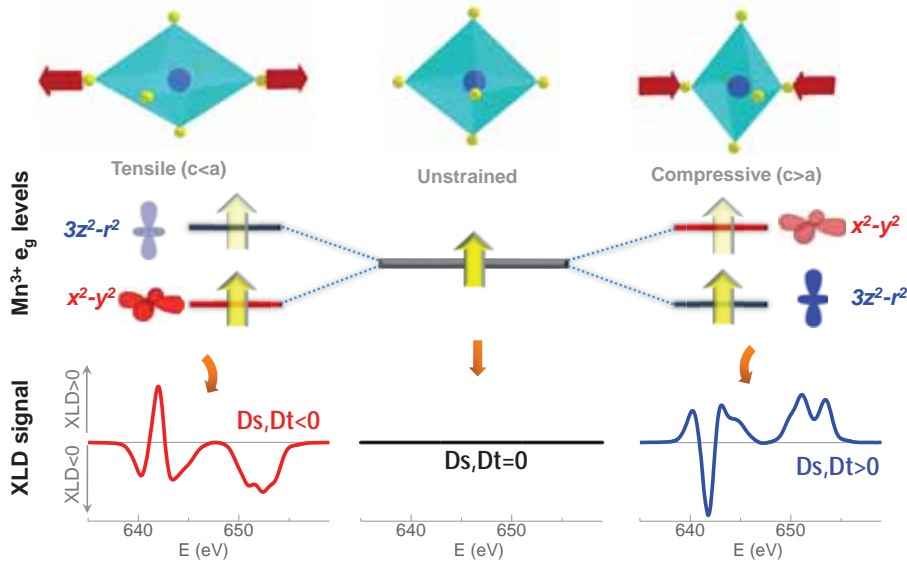 Tensile (c<a)
Unstrained
Compressive (c>a)
Mn³⁺ e_g levels
3z²-r²
x²-y²
x²-y²
3z²-r²
XLD signal
XLD>0
XLD<0
Ds,Dt<0
Ds,Dt=0
Ds,Dt>0
640 650
640 650
640 650
E (eV)
E (eV)
E (eV)